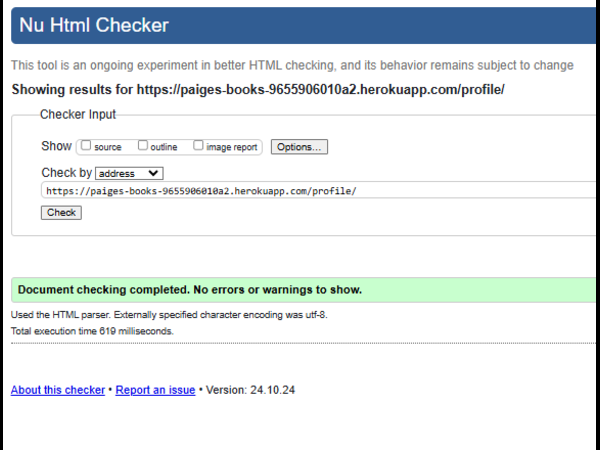 Nu Html Checker
This tool is an ongoing experiment in better HTML checking, and its behavior remains subject to change
Showing results for https://paiges-books-9655906010a2.herokuapp.com/profile/
Checker Input
Show source outline image report Options...
Check by address
https://paiges-books-9655906010a2.herokuapp.com/profile/
Check
Document checking completed. No errors or warnings to show.
Used the HTML parser. Externally specified character encoding was utf-8.
Total execution time 619 milliseconds.
About this checker • Report an issue • Version: 24.10.24